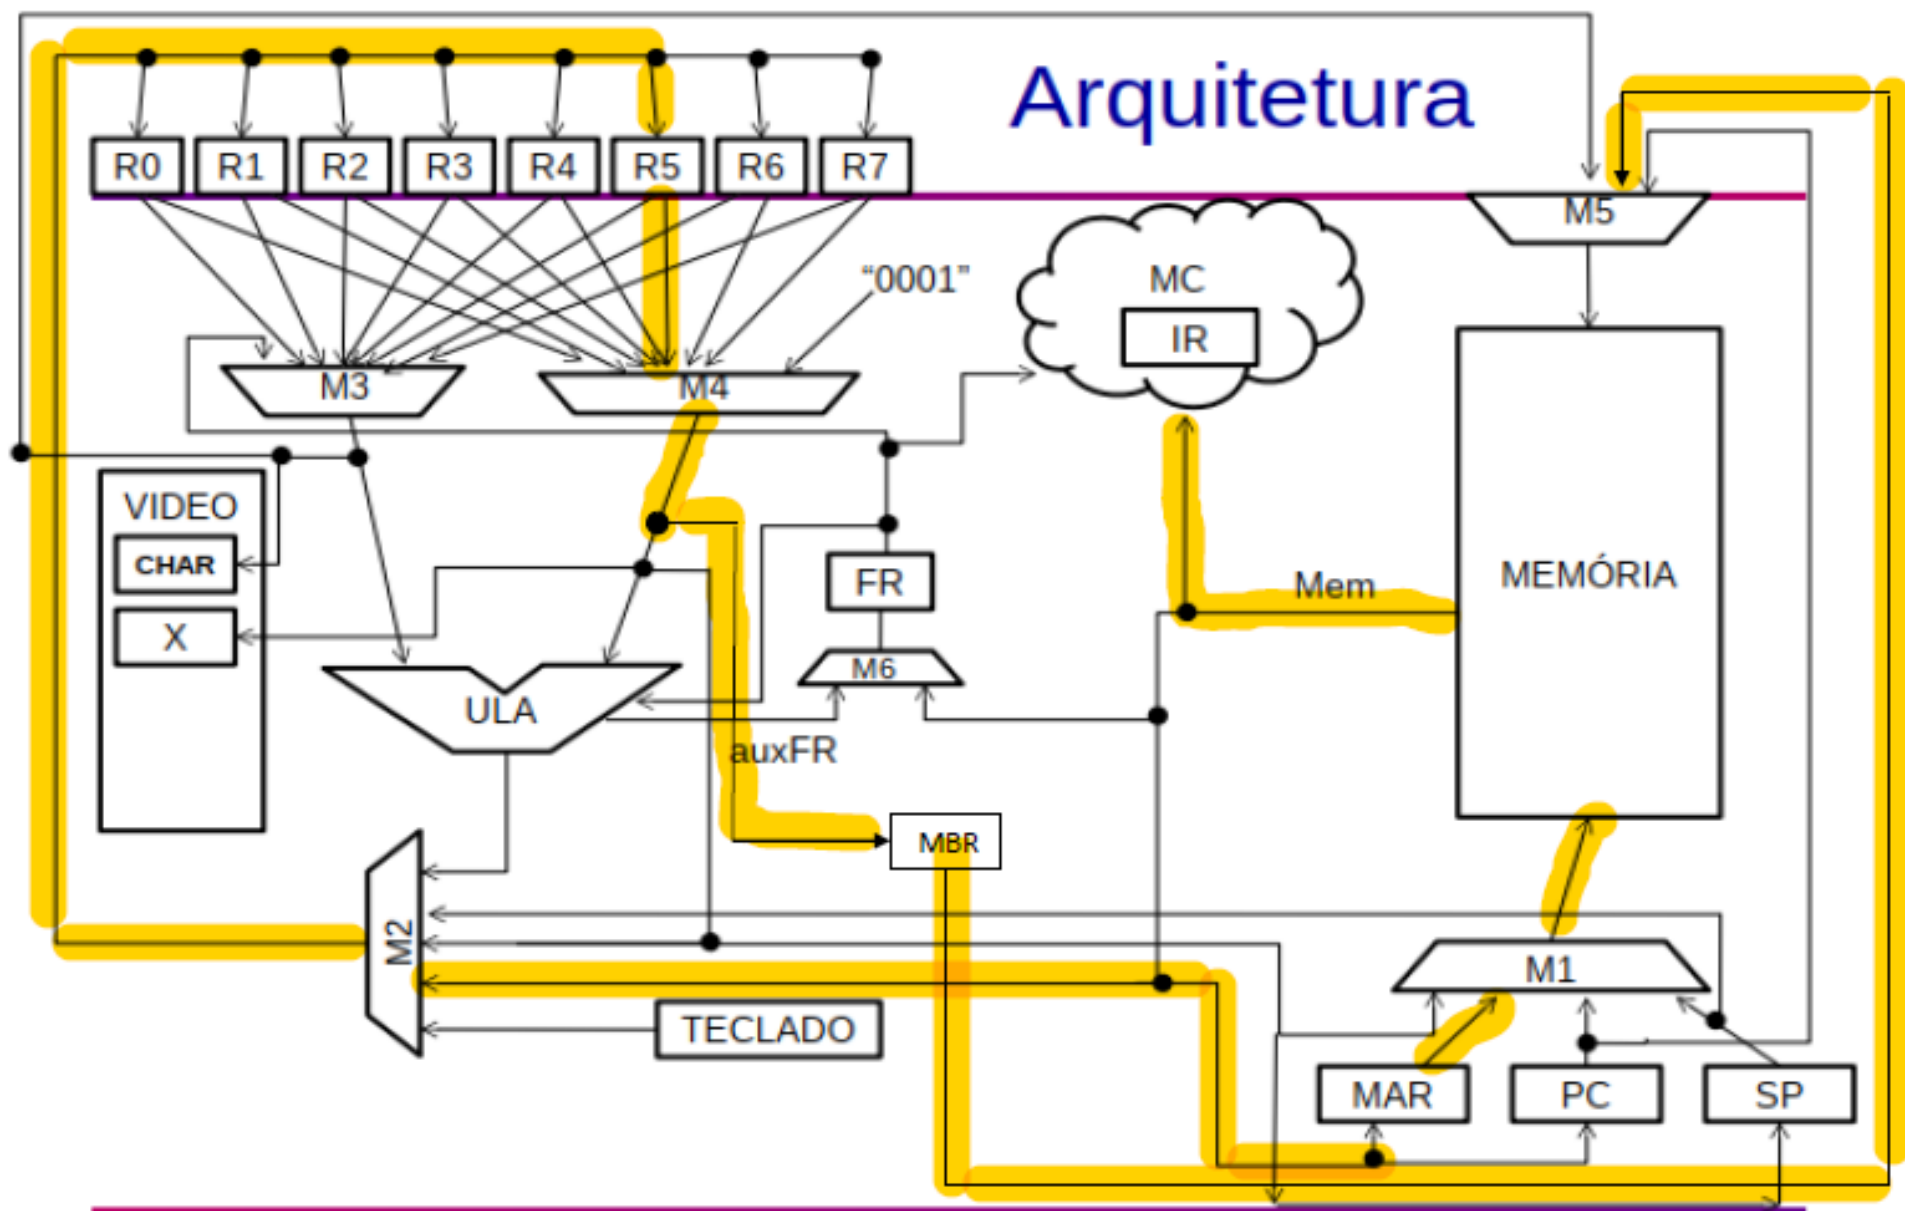 Arquitetura
R0 R1 R2 R3 R4 R5 R6 R7
M5
“0001”
MC
IR
M3
M4
VIDEO
CHAR
X
FR
Mem
MEMÓRIA
M6
ULA
auxFR
MBR
M2
M1
TECLADO
MAR PC SP